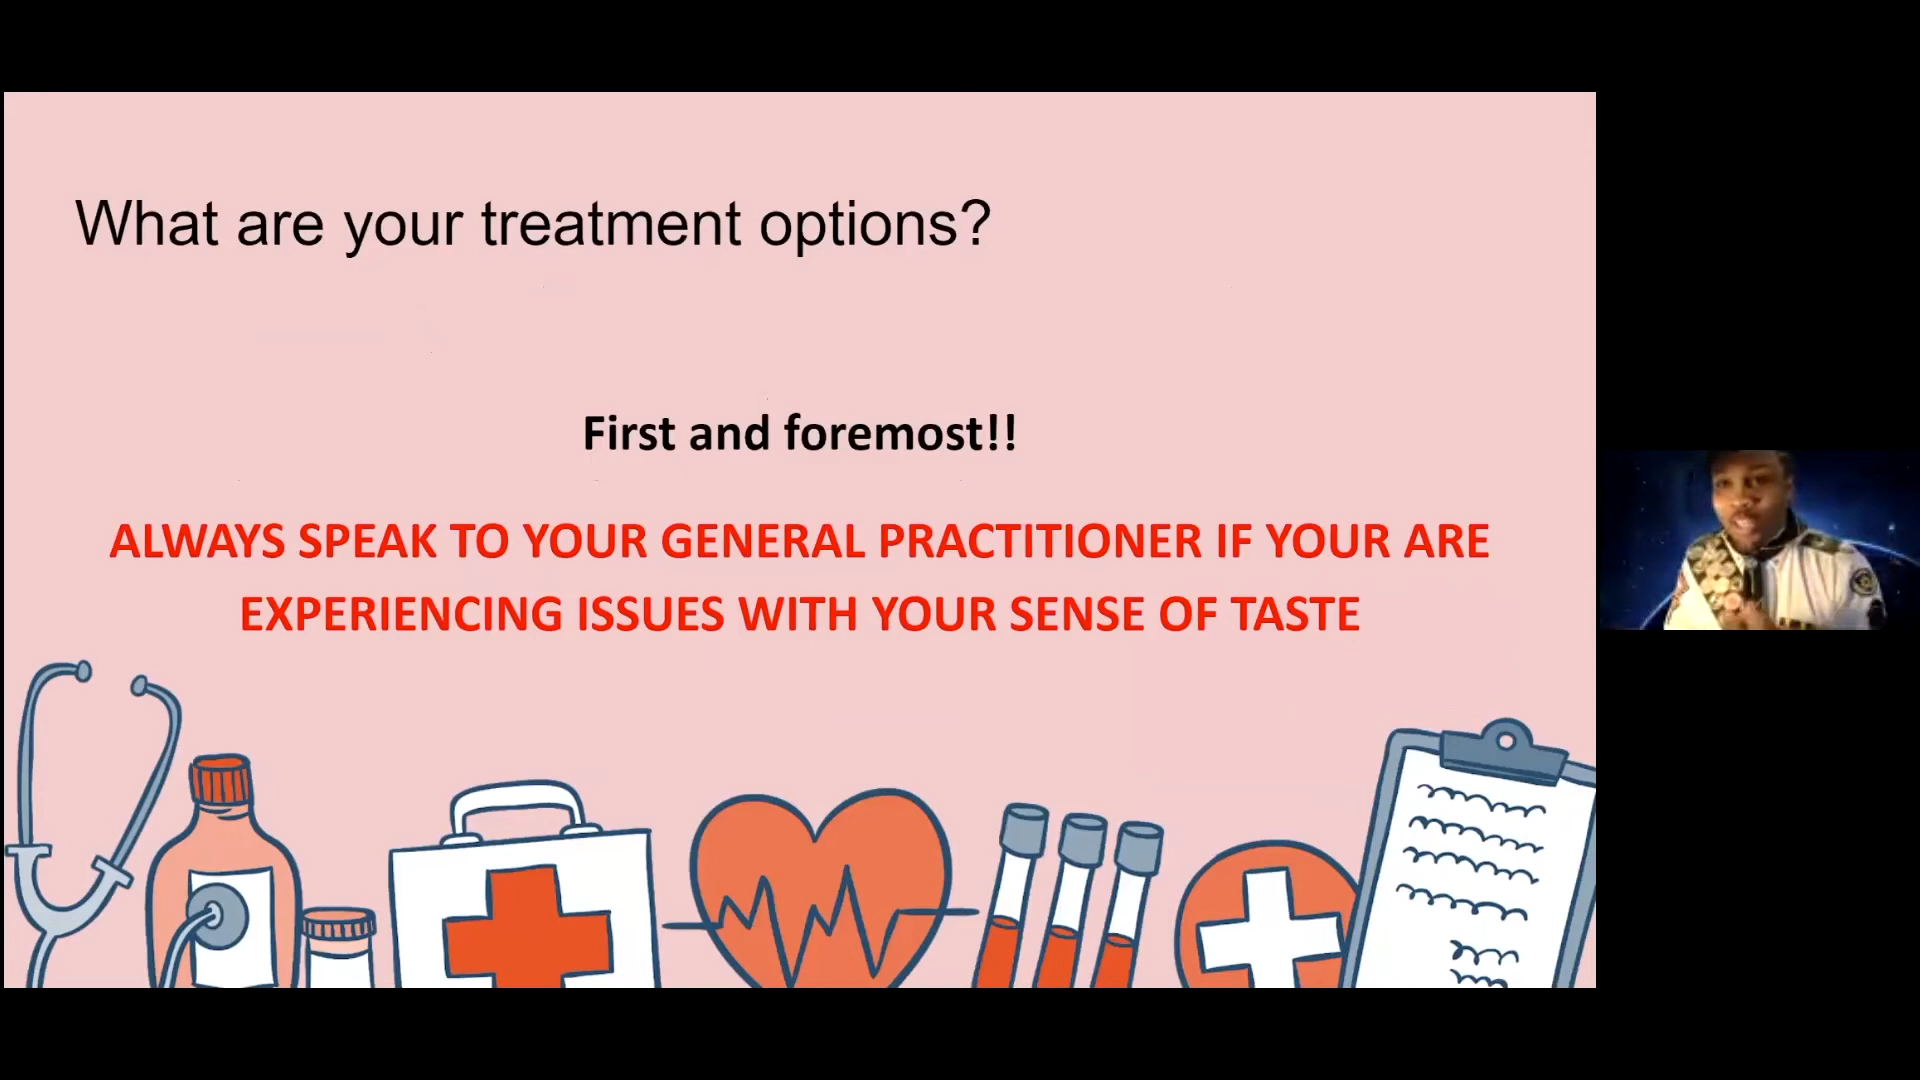 What are your treatment options?
First and foremost!!
ALWAYS SPEAK TO YOUR GENERAL PRACTITIONER IF YOUR ARE
EXPERIENCING ISSUES WITH YOUR SENSE OF TASTE